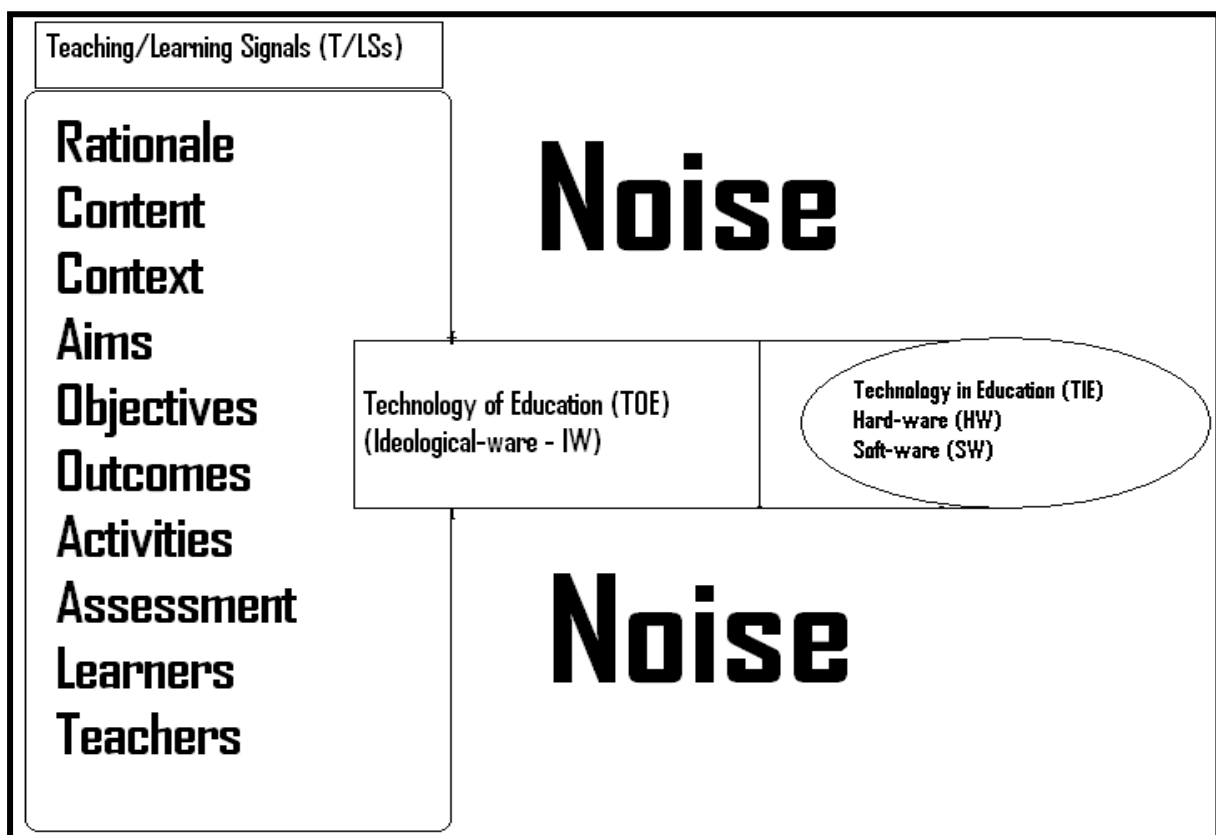 Teaching/Learning Signals (T/LSs)
Rationale
Content
Context
Aims
Objectives
Outcomes
Activities
Assessment
Learners
Teachers
Noise
Technology of Education (TOE)
(Ideological-ware - IW)
Technology in Education (TIE)
Hard-ware (HW)
Soft-ware (SW)
Noise